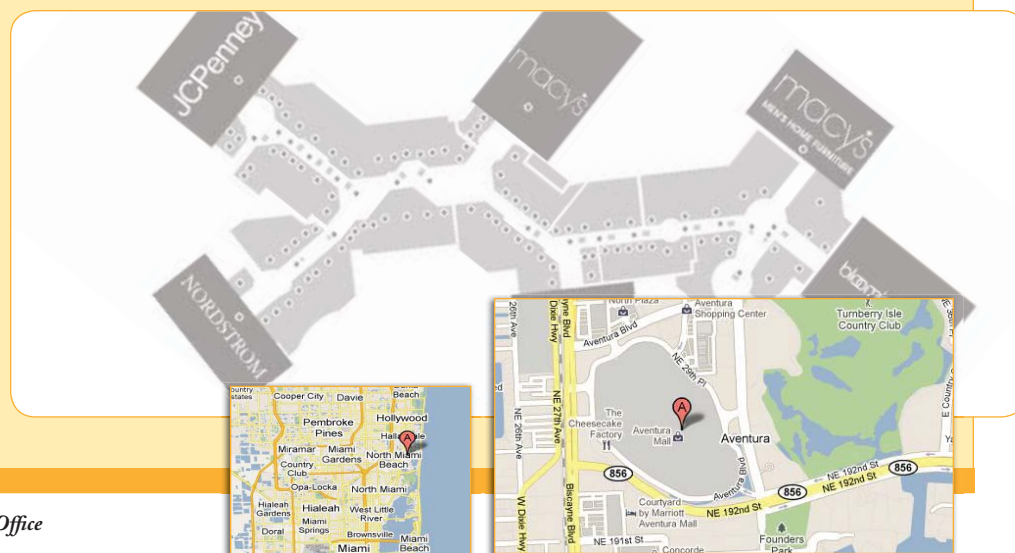 JCPenney
macy's
macy's
MEN'S HOME FURNITURE
NORDSTROM
North Plaza
Aventura
Shopping Center
Turnberry Isle
Country Club
26th Ave
Dixie Hwy
Aventura Blvd
NE 29th Pl
NE 27th Ave
NE 26th Ave
The
Cheesecake
Factory
A
Aventura
Mall
Aventura
E Country
856
Aventura Blvd
NE 192nd St
856
NE 192nd St
856
NE 192nd St
Courtyard
by Marriott
Aventura Mall
W Dixie Hwy
Biscayne Blvd
NE 191st St
Concorde
Founders
Park
Cooper City
Davie
Beach
Pembroke
Pines
Hollywood
A
Miramar
Miami
Gardens
North Miami
Beach
Country
Club
Opa-Locka
North Miami
Hialeah
Gardens
Hialeah
West Little
River
Miami
Springs
Doral
Brownsville
Miami
Miami
Beach
Office